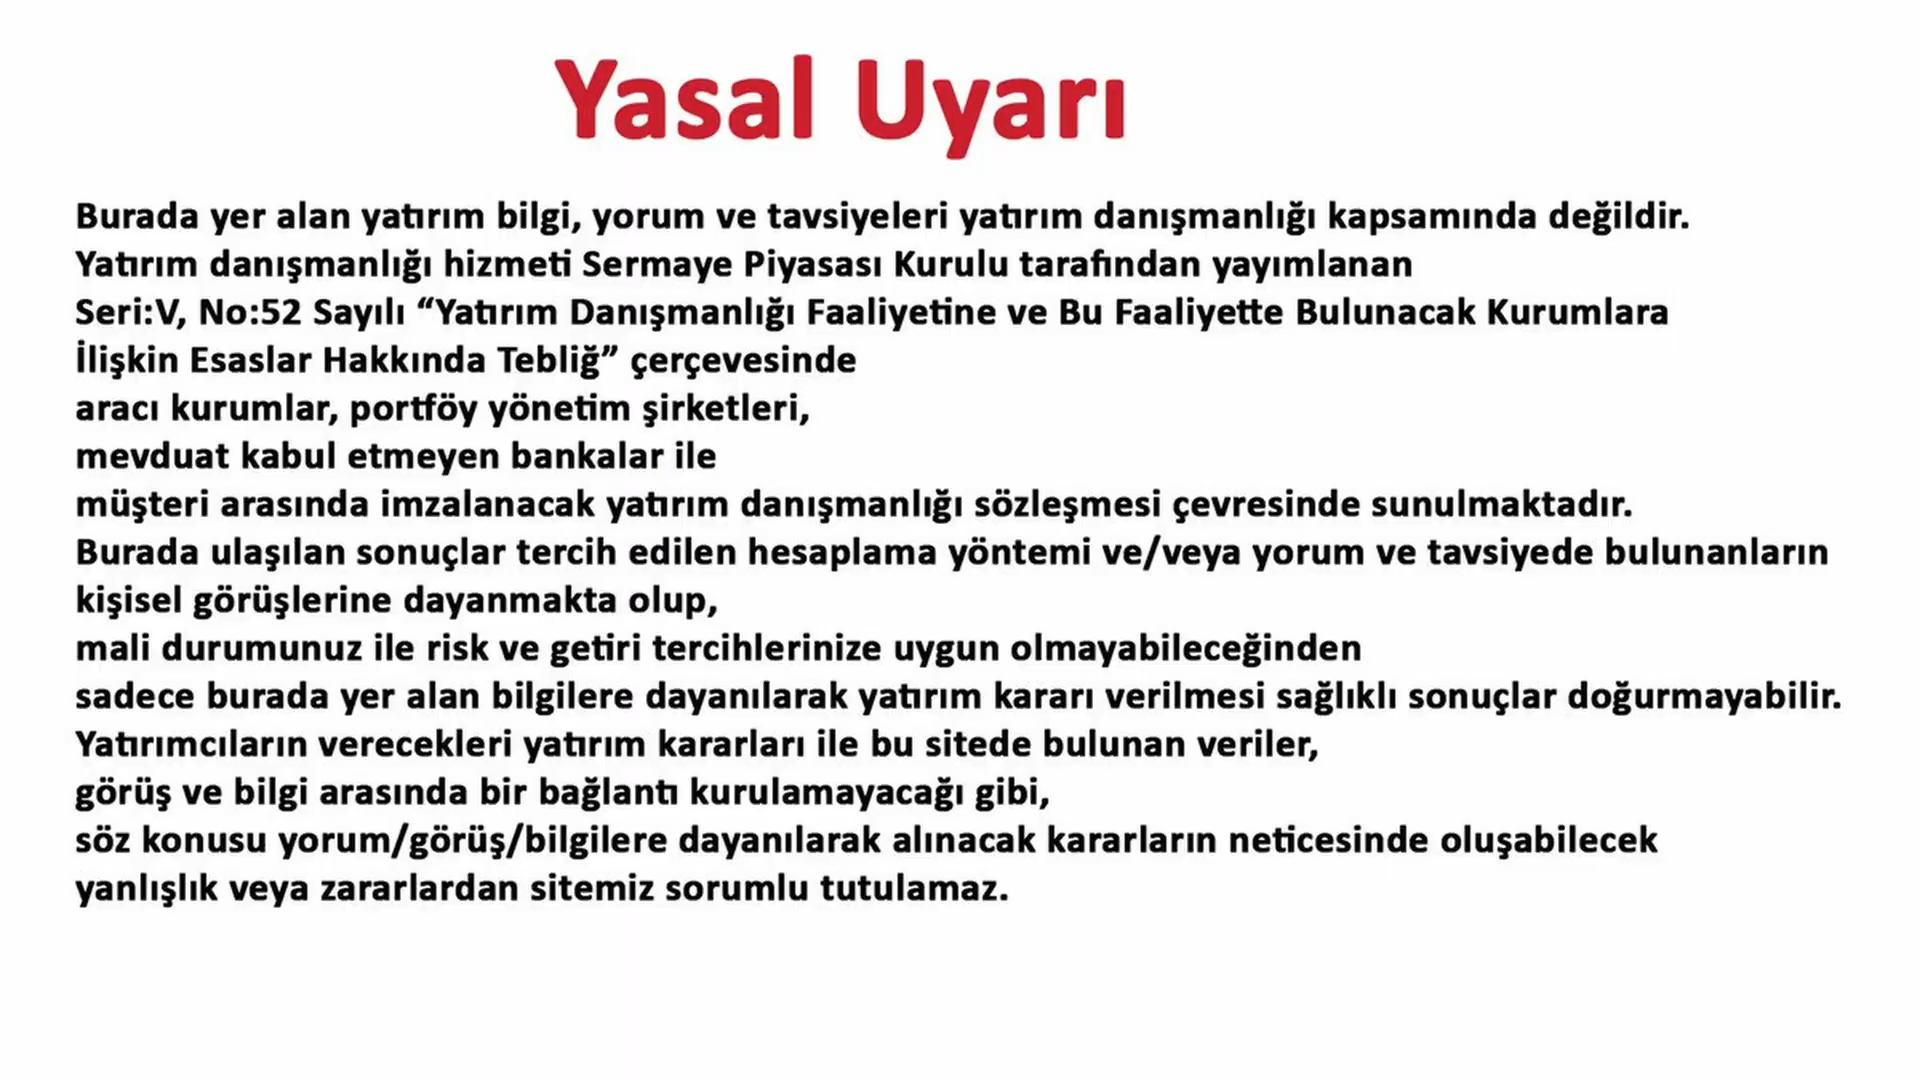 Yasal Uyarı
Burada yer alan yatırım bilgi, yorum ve tavsiyeleri yatırım danışmanlığı kapsamında değildir.
Yatırım danışmanlığı hizmeti Sermaye Piyasası Kurulu tarafından yayımlanan
Seri:V, No:52 Sayılı “Yatırım Danışmanlığı Faaliyetine ve Bu Faaliyette Bulunacak Kurumlara
İlişkin Esaslar Hakkında Tebliğ” çerçevesinde
aracı kurumlar, portföy yönetim şirketleri,
mevduat kabul etmeyen bankalar ile
müşteri arasında imzalanacak yatırım danışmanlığı sözleşmesi çevresinde sunulmaktadır.
Burada ulaşılan sonuçlar tercih edilen hesaplama yöntemi ve/veya yorum ve tavsiyede bulunanların
kişisel görüşlerine dayanmakta olup,
mali durumunuz ile risk ve getiri tercihlerinize uygun olmayabileceğinden
sadece burada yer alan bilgilere dayanılarak yatırım kararı verilmesi sağlıklı sonuçlar doğurmayabilir.
Yatırımcıların verecekleri yatırım kararları ile bu sitede bulunan veriler,
görüş ve bilgi arasında bir bağlantı kurulamayacağı gibi,
söz konusu yorum/görüş/bilgilere dayanılarak alınacak kararların neticesinde oluşabilecek
yanlışlık veya zararlardan sitemiz sorumlu tutulamaz.